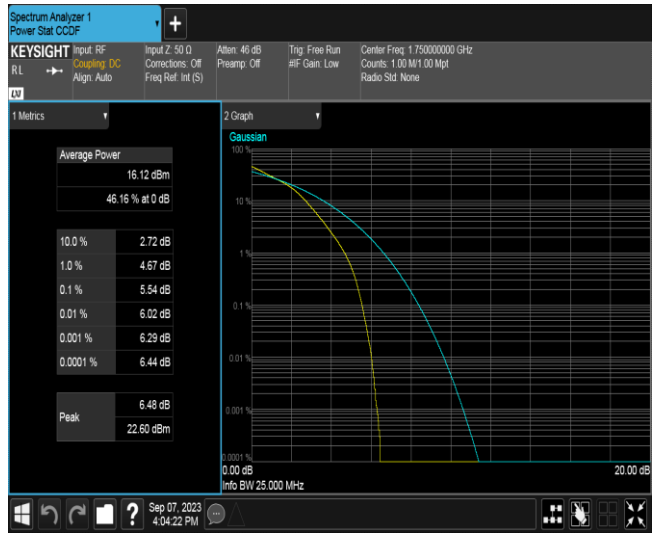 Spectrum Analyzer 1
Power Stat CCDF
+
KEYSIGHT
RL
LXI
Input: RF
Coupling: DC
Align: Auto
Input Z: 50 Ω
Corrections: Off
Freq Ref: Int (S)
Atten: 46 dB
Preamp: Off
Trig: Free Run
#IF Gain: Low
Center Freq: 1.750000000 GHz
Counts: 1.00 M/1.00 Mpt
Radio Std: None
1 Metrics
Average Power
16.12 dBm
46.16 % at 0 dB
10.0 % 2.72 dB
1.0 % 4.67 dB
0.1 % 5.54 dB
0.01 % 6.02 dB
0.001 % 6.29 dB
0.0001 % 6.44 dB
Peak
6.48 dB
22.60 dBm
2 Graph
Gaussian
100 %
10 %
1 %
0.1 %
0.01 %
0.001 %
0.0001 %
0.00 dB 20.00 dB
Info BW 25.000 MHz
?
Sep 07, 2023
4:04:22 PM